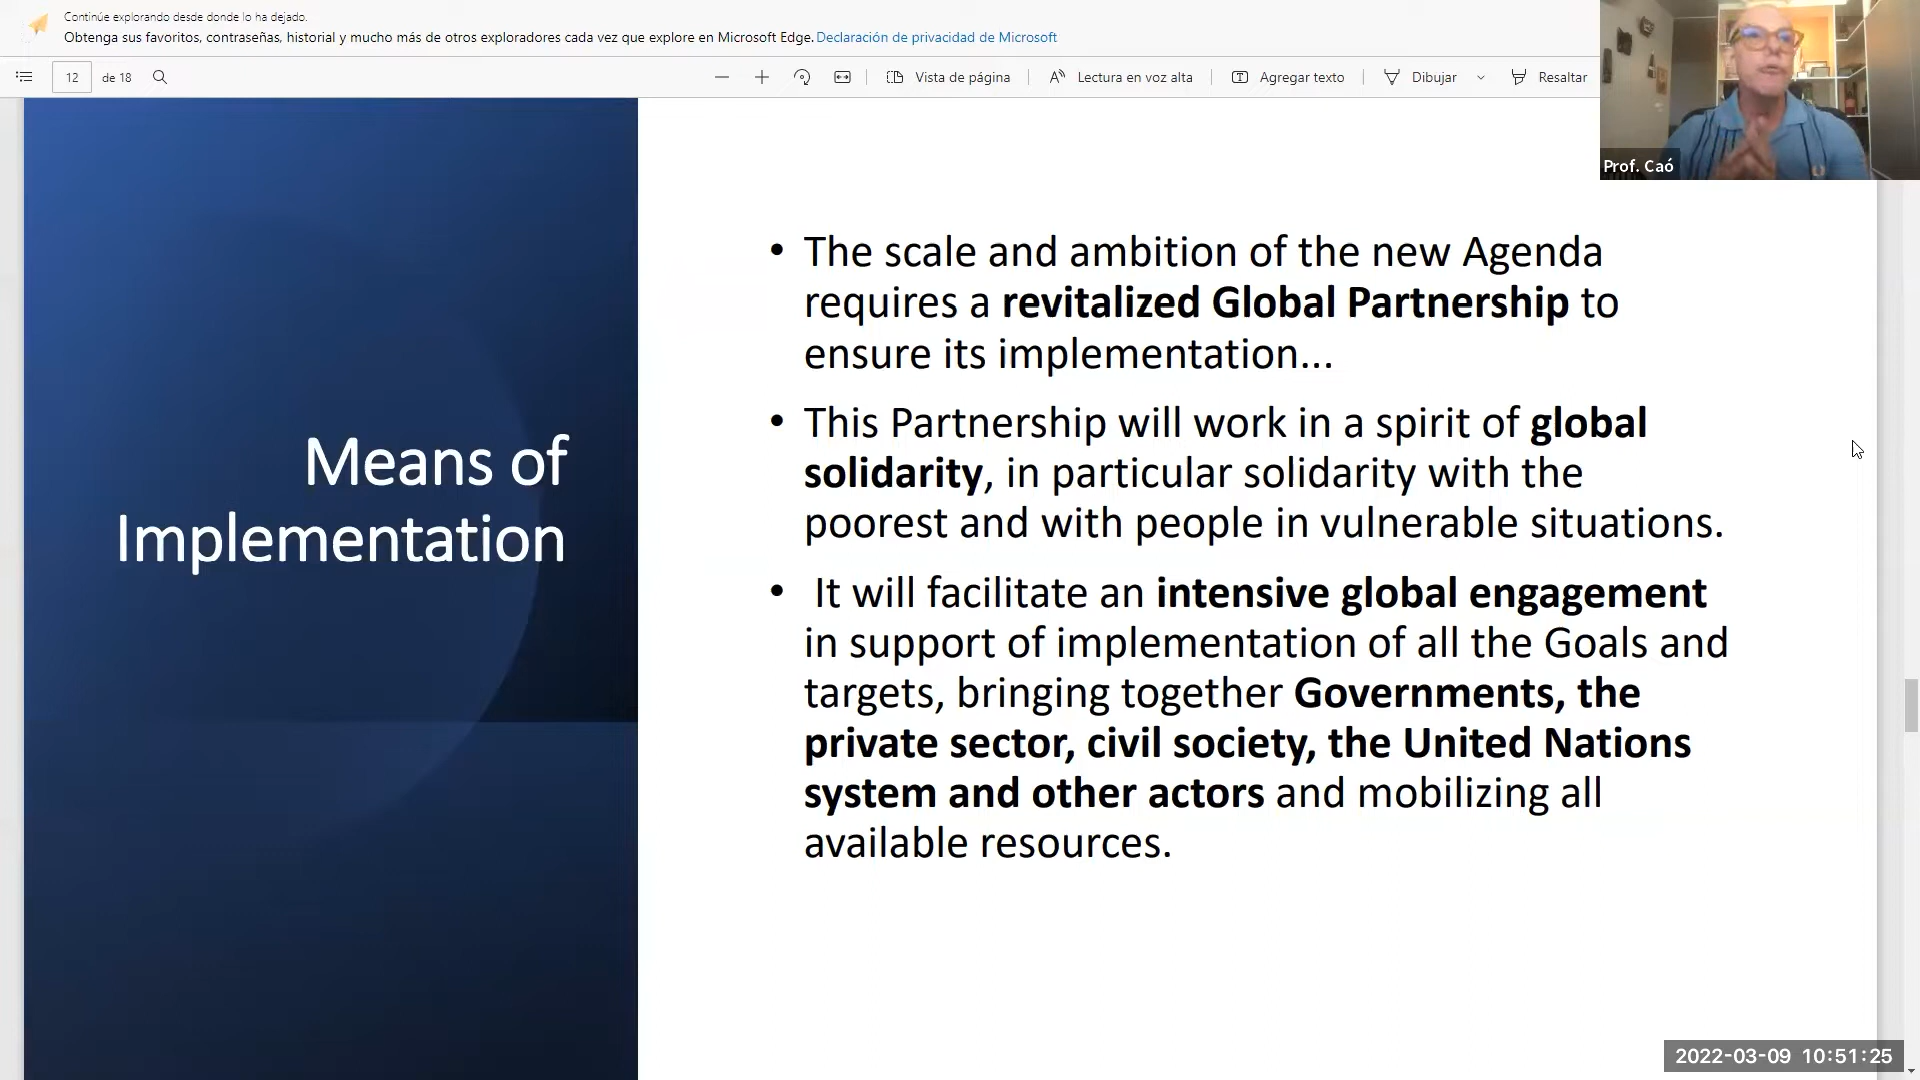 Continúe explorando desde donde lo ha dejado.
Obtenga sus favoritos, contraseñas, historial y mucho más de otros exploradores cada vez que explore en Microsoft Edge. Declaración de privacidad de Microsoft
12 de 18 Vista de página Lectura en voz alta Agregar texto Dibujar Resaltar
Prof. Caó
Means of
Implementation
• The scale and ambition of the new Agenda
requires a revitalized Global Partnership to
ensure its implementation...
• This Partnership will work in a spirit of global
solidarity, in particular solidarity with the
poorest and with people in vulnerable situations.
• It will facilitate an intensive global engagement
in support of implementation of all the Goals and
targets, bringing together Governments, the
private sector, civil society, the United Nations
system and other actors and mobilizing all
available resources.
2022-03-09 10:51:25